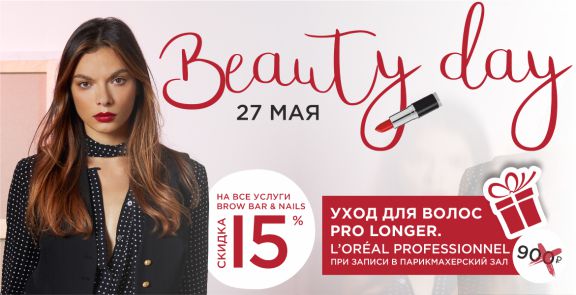 Beauty day
27 МАЯ
НА ВСЕ УСЛУГИ
BROW BAR & NAILS
СКИДКА 15%
УХОД ДЛЯ ВОЛОС
PRO LONGER.
L'ORÉAL PROFESSIONNEL
ПРИ ЗАПИСИ В ПАРИКМАХЕРСКИЙ ЗАЛ
900₽